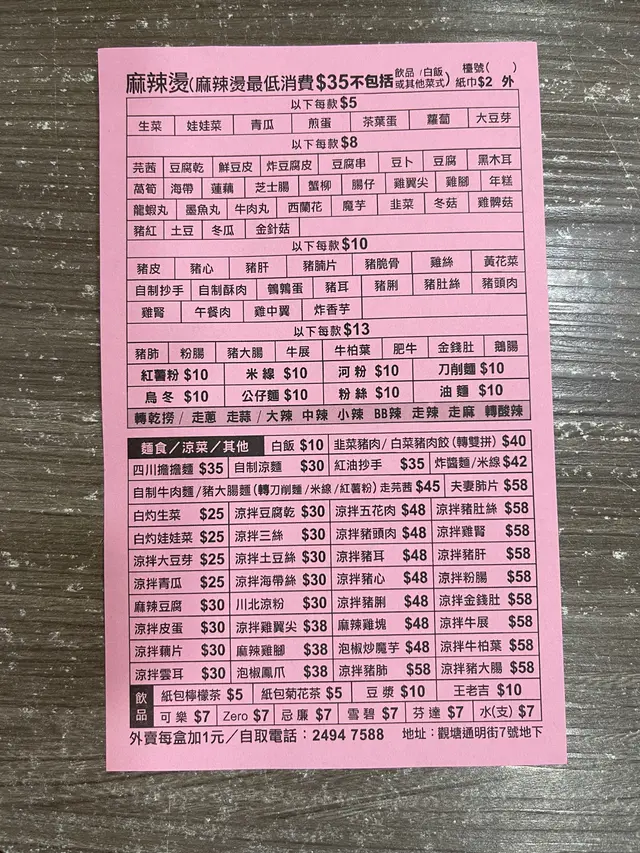 麻辣燙(麻辣燙最低消費$35不包括飲品/白飯、或其他菜式) 檯號( ) 紙巾$2 外
以下每款$5
生菜 娃娃菜 青瓜 煎蛋 茶葉蛋 蘿蔔 大豆芽
以下每款$8
芫茜 豆腐乾 鮮豆皮 炸豆腐皮 豆腐串 豆卜 豆腐 黑木耳
萵筍 海帶 蓮藕 芝士腸 蟹柳 腸仔 雞翼尖 雞腳 年糕
龍蝦丸 墨魚丸 牛肉丸 西蘭花 魔芋 韭菜 冬菇 雞髀菇
豬紅 土豆 冬瓜 金針菇
以下每款$10
豬皮 豬心 豬肝 豬腩片 豬脆骨 雞絲 黃花菜
自制抄手 自制酥肉 鵪鶉蛋 豬耳 豬脷 豬肚絲 豬頭肉
雞腎 午餐肉 雞中翼 炸香芋
以下每款$13
豬肺 粉腸 豬大腸 牛展 牛柏葉 肥牛 金錢肚 鵝腸
紅薯粉 $10 米線 $10 河粉 $10 刀削麵 $10
烏冬 $10 公仔麵 $10 粉絲 $10 油麵 $10
轉乾撈/ 走蔥 / 走蒜 / 大辣 中辣 小辣 BB辣 走辣 走麻 轉酸辣
麵食／涼菜／其他 白飯 $10 韭菜豬肉/白菜豬肉餃(轉雙拼) $40
四川擔擔麵 $35 自制涼麵 $30 紅油抄手 $35 炸醬麵/米線 $42
自制牛肉麵/豬大腸麵(轉刀削麵/米線/紅薯粉)走芫茜 $45 夫妻肺片 $58
白灼生菜 $25 涼拌豆腐乾 $30 涼拌五花肉 $48 涼拌豬肚絲 $58
白灼娃娃菜 $25 涼拌三絲 $30 涼拌豬頭肉 $48 涼拌雞腎 $58
涼拌大豆芽 $25 涼拌土豆絲 $30 涼拌豬耳 $48 涼拌豬肝 $58
涼拌青瓜 $25 涼拌海帶絲 $30 涼拌豬心 $48 涼拌粉腸 $58
麻辣豆腐 $30 川北涼粉 $30 涼拌豬脷 $48 涼拌金錢肚 $58
涼拌皮蛋 $30 涼拌雞翼尖 $38 麻辣雞塊 $48 涼拌牛展 $58
涼拌藕片 $30 麻辣雞腳 $38 泡椒炒魔芋 $48 涼拌牛柏葉 $58
涼拌雲耳 $30 泡椒鳳爪 $38 涼拌豬肺 $58 涼拌豬大腸 $58
飲品 紙包檸檬茶 $5 紙包菊花茶 $5 豆漿 $10 王老吉 $10
可樂 $7 Zero $7 忌廉 $7 雪碧 $7 芬達 $7 水(支) $7
外賣每盒加1元／自取電話：2494 7588 地址：觀塘通明街7號地下